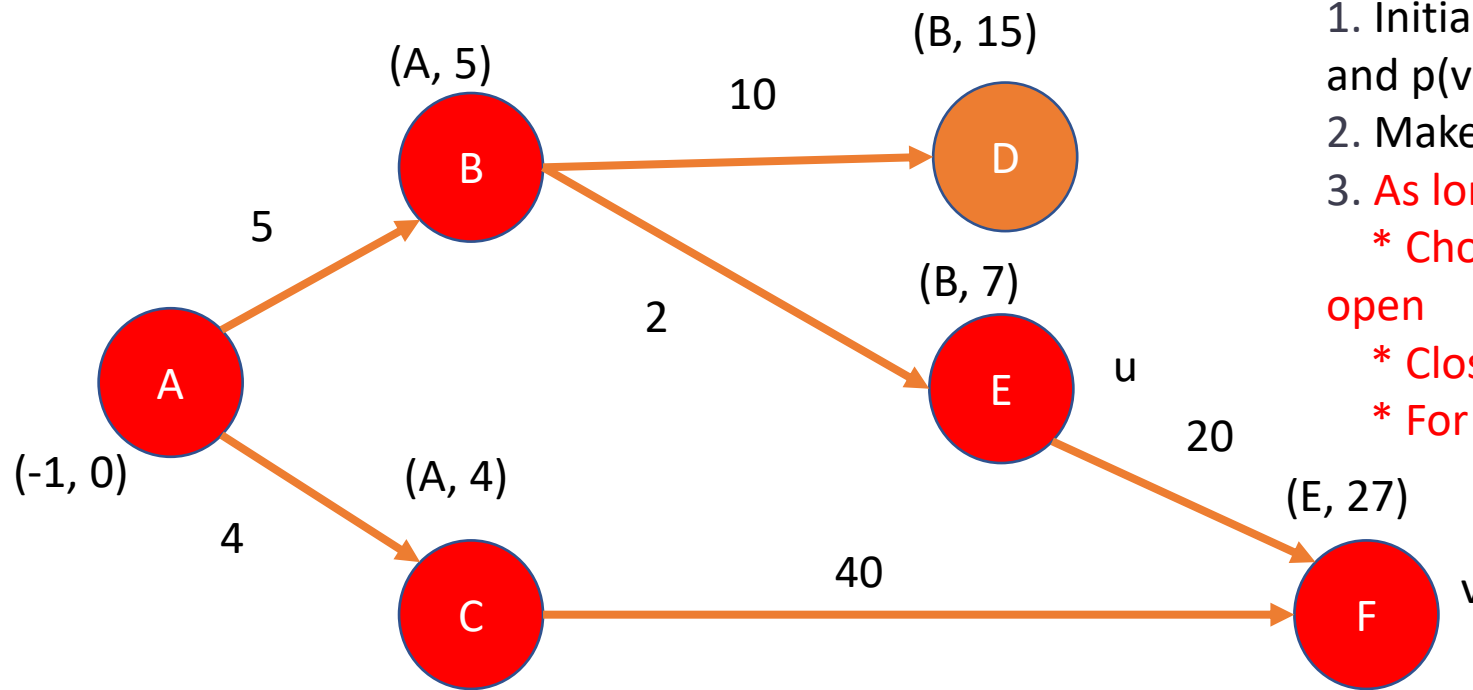 (B, 15)
(A, 5)
10
B
D
5
(B, 7)
2
A
E
u
20
(-1, 0)
(A, 4)
(E, 27)
4
40
C
F
v
1. Initia
and p(v
2. Make
3. As lor
* Cho
open
* Clos
* For